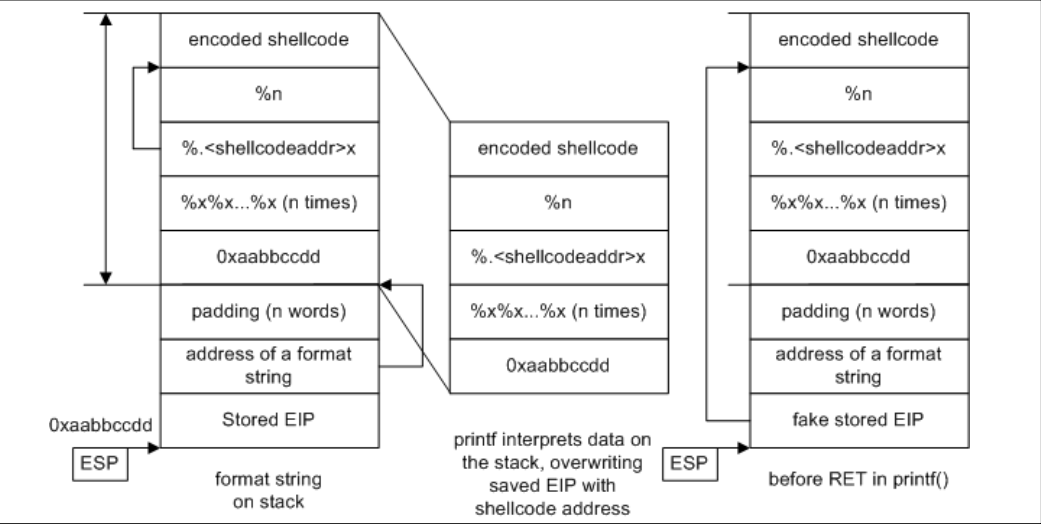 encoded shellcode
%n
%.<shellcodeaddr>x
%x%x...%x (n times)
0xaabbccdd
padding (n words)
address of a format
string
Stored EIP
0xaabbccdd
ESP
format string
on stack
encoded shellcode
%n
%.<shellcodeaddr>x
%x%x...%x (n times)
0xaabbccdd
printf interprets data on
the stack, overwriting
saved EIP with
shellcode address
encoded shellcode
%n
%.<shellcodeaddr>x
%x%x...%x (n times)
0xaabbccdd
padding (n words)
address of a format
string
fake stored EIP
ESP
before RET in printf()